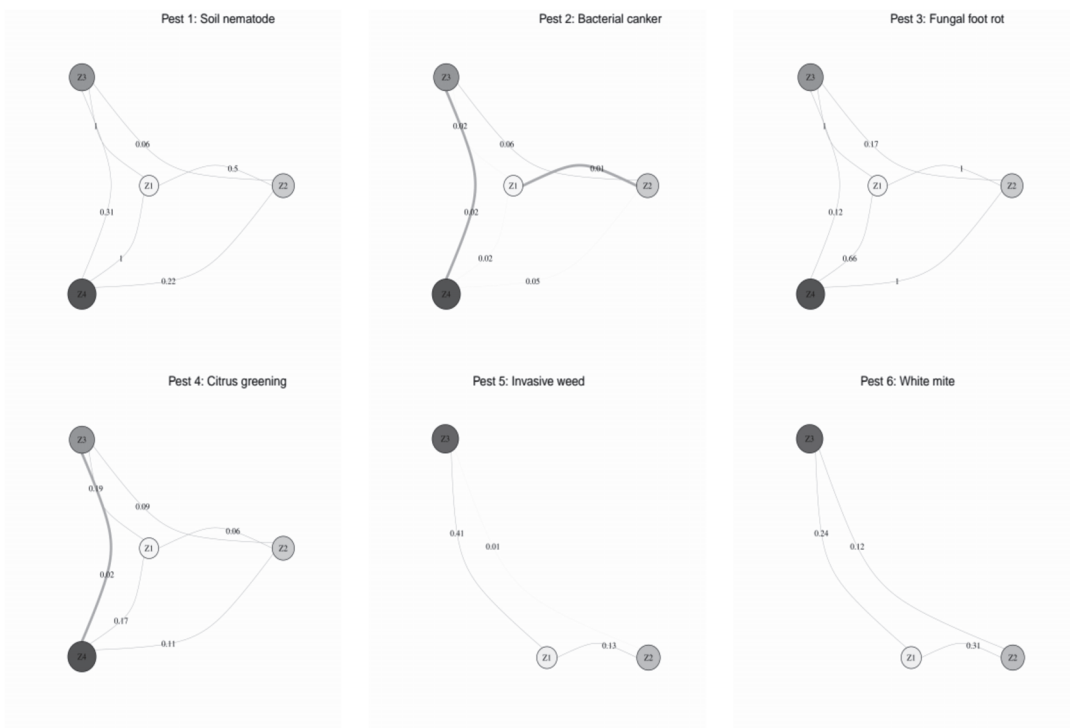 Pest 1: Soil nematode
Z3
1
0.06
0.5
Z1
Z2
0.31
1
0.22
Z4
Pest 2: Bacterial canker
Z3
0.02
0.06
0.01
Z1
Z2
0.02
0.02
0.05
Z4
Pest 3: Fungal foot rot
Z3
1
0.17
1
Z1
Z2
0.12
0.66
1
Z4
Pest 4: Citrus greening
Z3
0.19
0.09
0.06
Z1
Z2
0.02
0.17
0.11
Z4
Pest 5: Invasive weed
Z3
0.41
0.01
0.13
Z1
Z2
Pest 6: White mite
Z3
0.24
0.12
0.31
Z1
Z2